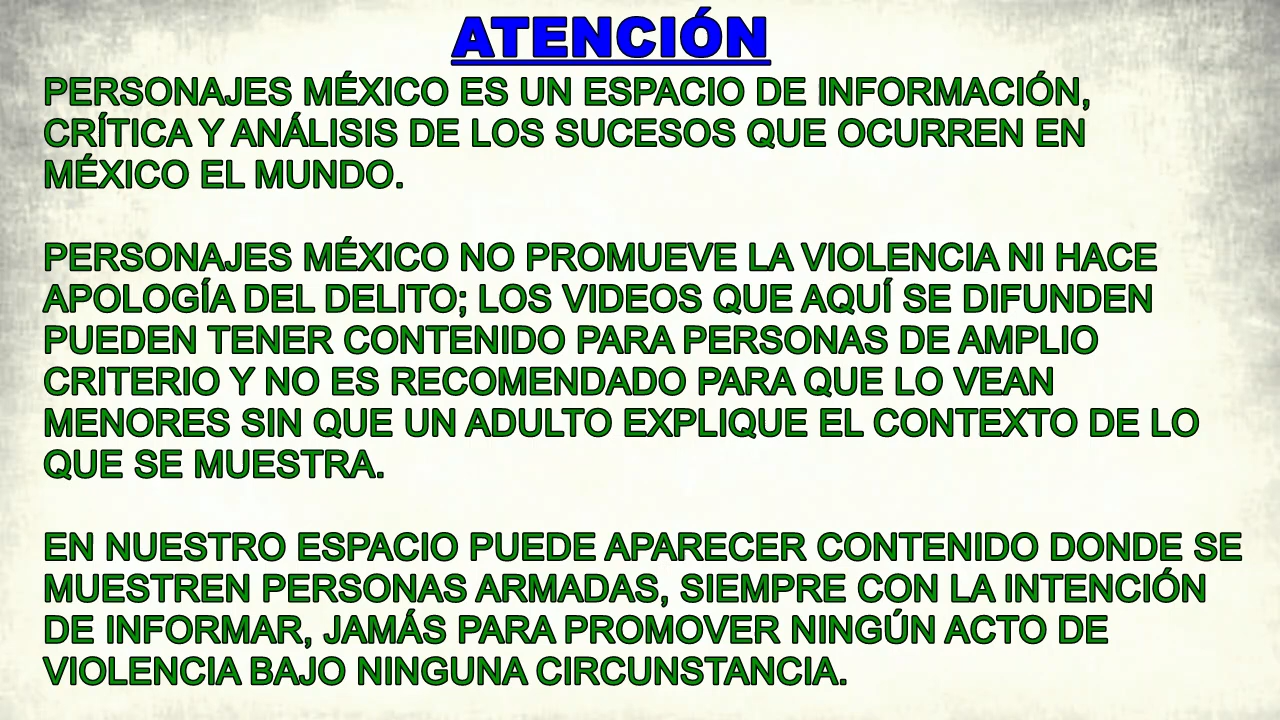 ATENCIÓN
PERSONAJES MÉXICO ES UN ESPACIO DE INFORMACIÓN,
CRÍTICA Y ANÁLISIS DE LOS SUCESOS QUE OCURREN EN
MÉXICO EL MUNDO.
PERSONAJES MÉXICO NO PROMUEVE LA VIOLENCIA NI HACE
APOLOGÍA DEL DELITO; LOS VIDEOS QUE AQUÍ SE DIFUNDEN
PUEDEN TENER CONTENIDO PARA PERSONAS DE AMPLIO
CRITERIO Y NO ES RECOMENDADO PARA QUE LO VEAN
MENORES SIN QUE UN ADULTO EXPLIQUE EL CONTEXTO DE LO
QUE SE MUESTRA.
EN NUESTRO ESPACIO PUEDE APARECER CONTENIDO DONDE SE
MUESTREN PERSONAS ARMADAS, SIEMPRE CON LA INTENCIÓN
DE INFORMAR, JAMÁS PARA PROMOVER NINGÚN ACTO DE
VIOLENCIA BAJO NINGUNA CIRCUNSTANCIA.